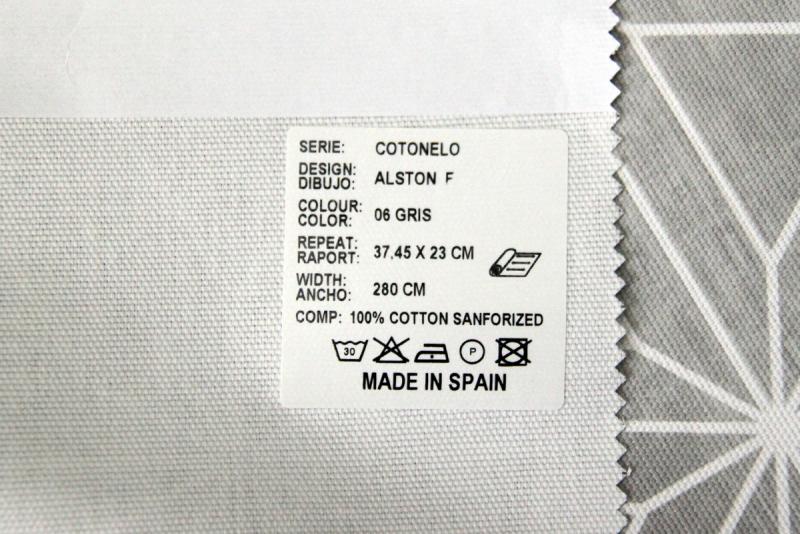 SERIE: COTONELO
DESIGN:
DIBUJO: ALSTON F
COLOUR:
COLOR: 06 GRIS
REPEAT:
RAPORT: 37,45 X 23 CM
WIDTH:
ANCHO: 280 CM
COMP: 100% COTTON SANFORIZED
30 P
MADE IN SPAIN